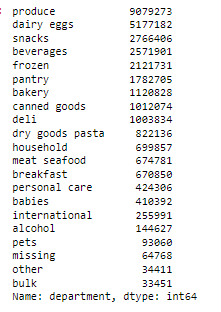 produce 9079273
dairy eggs 5177182
snacks 2766406
beverages 2571901
frozen 2121731
pantry 1782705
bakery 1120828
canned goods 1012074
deli 1003834
dry goods pasta 822136
household 699857
meat seafood 674781
breakfast 670850
personal care 424306
babies 410392
international 255991
alcohol 144627
pets 93060
missing 64768
other 34411
bulk 33451
Name: department, dtype: int64